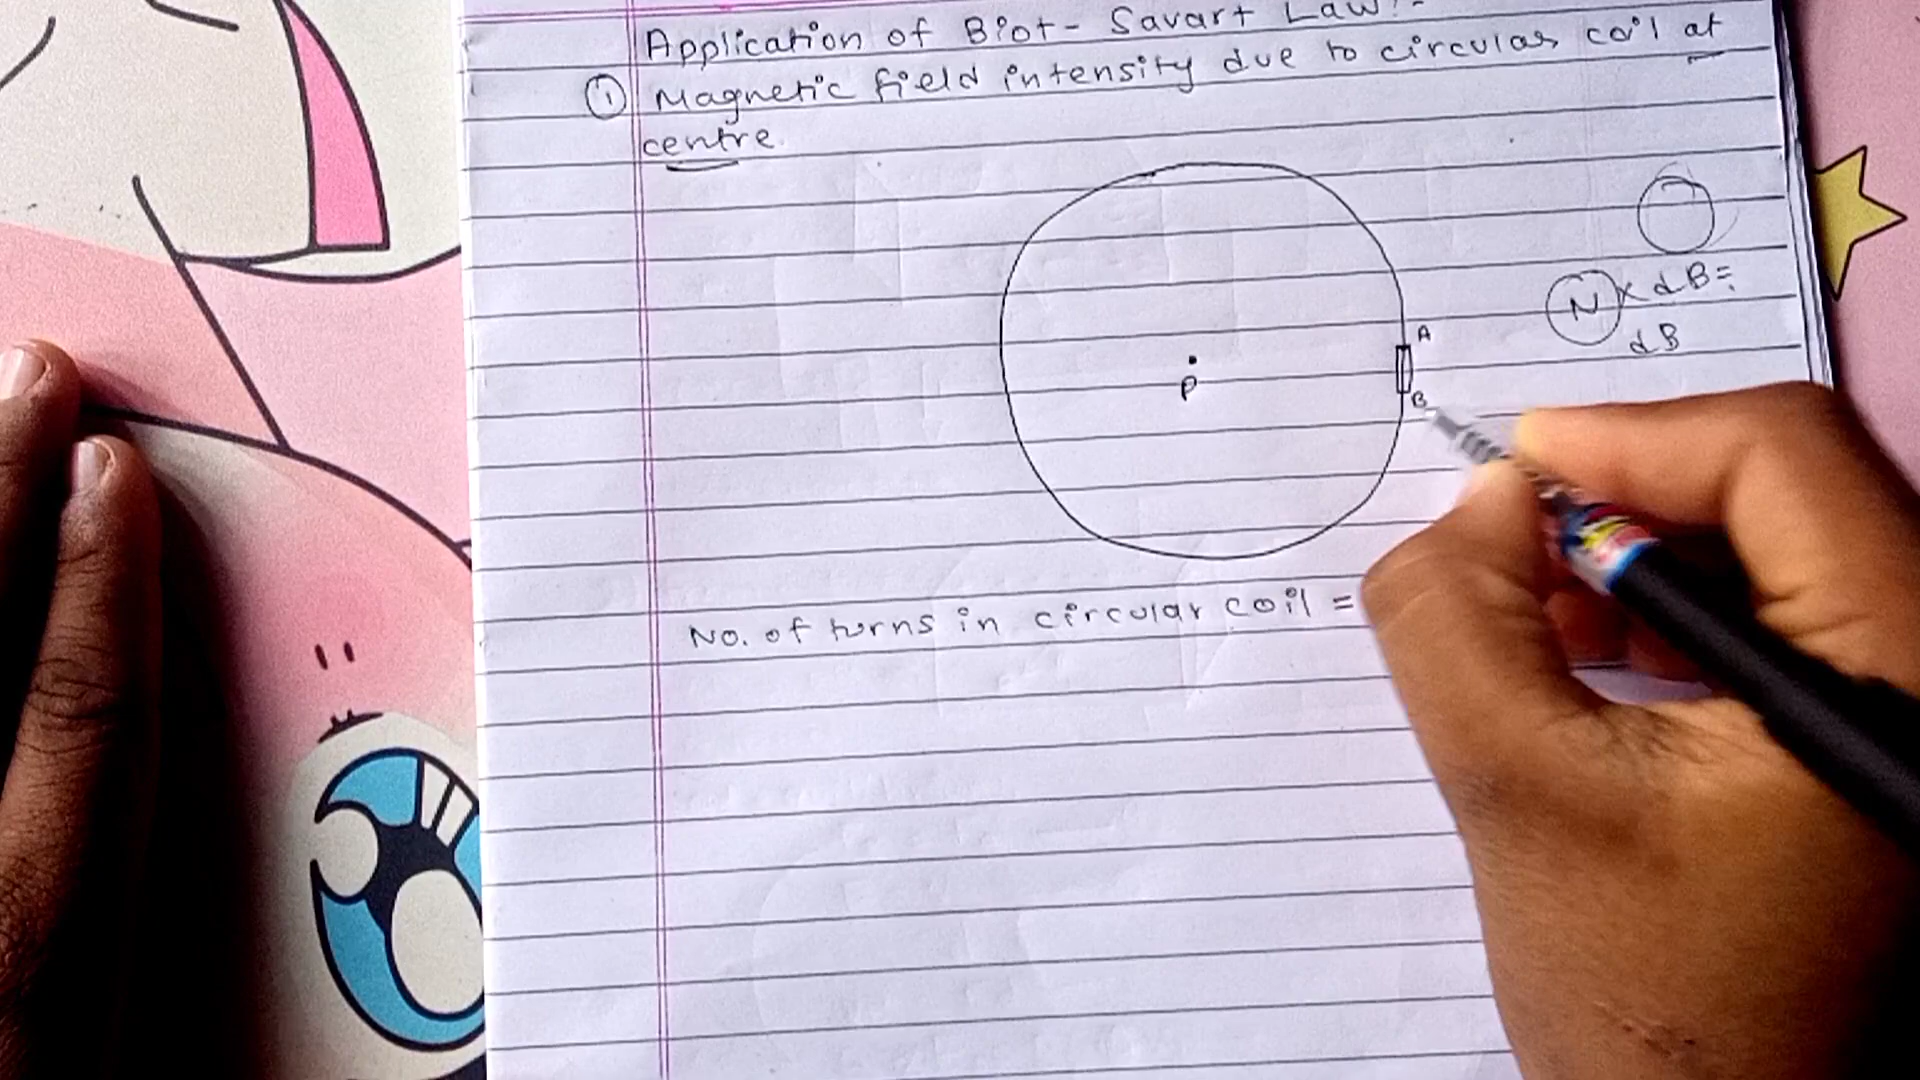 Application of Biot- Savart Law:-
① Magnetic field intensity due to circular coil at
centre.
N x dB =
dB
A
P
B
No. of turns in circular coil =